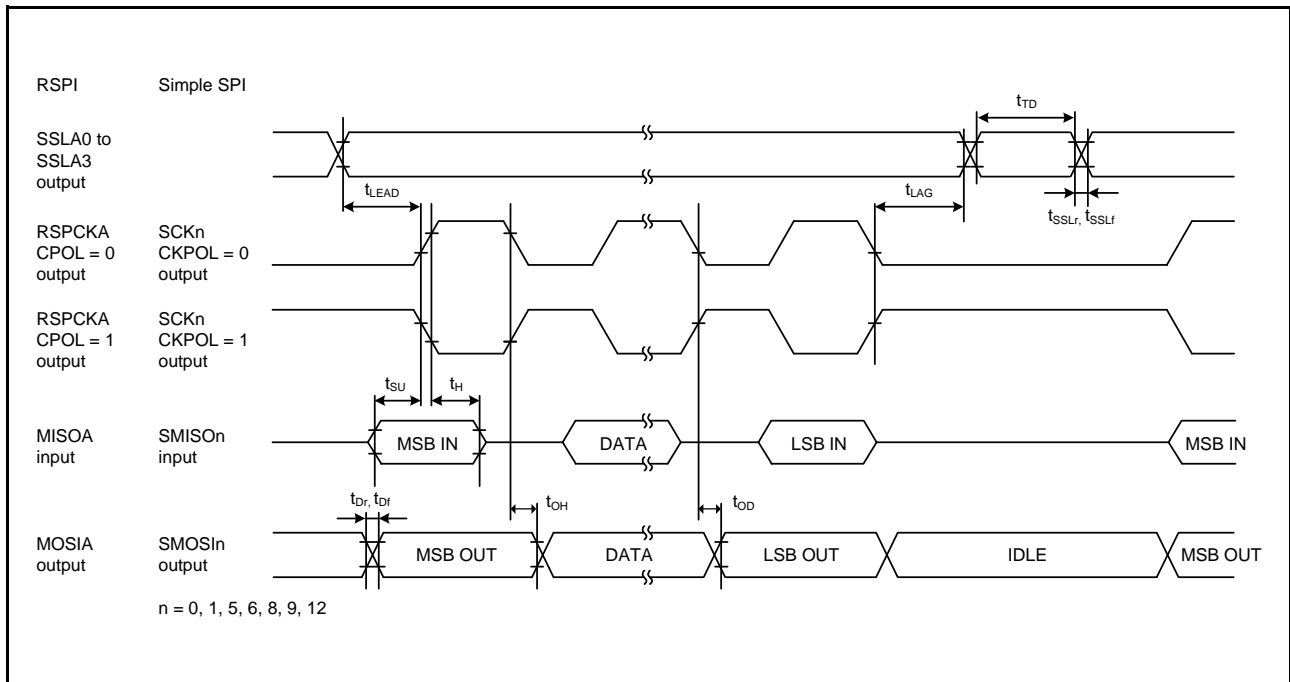 RSPI Simple SPI
tTD
SSLA0 to
SSLA3
output
tLEAD
tLAG
tSSLr, tSSLf
RSPCKA SCKn
CPOL = 0 CKPOL = 0
output output
RSPCKA SCKn
CPOL = 1 CKPOL = 1
output output
tSU tH
MISOA SMISOn
input input
MSB IN DATA LSB IN MSB IN
tDr, tDf tOH tOD
MOSIA SMOSIn
output output
MSB OUT DATA LSB OUT IDLE MSB OUT
n = 0, 1, 5, 6, 8, 9, 12